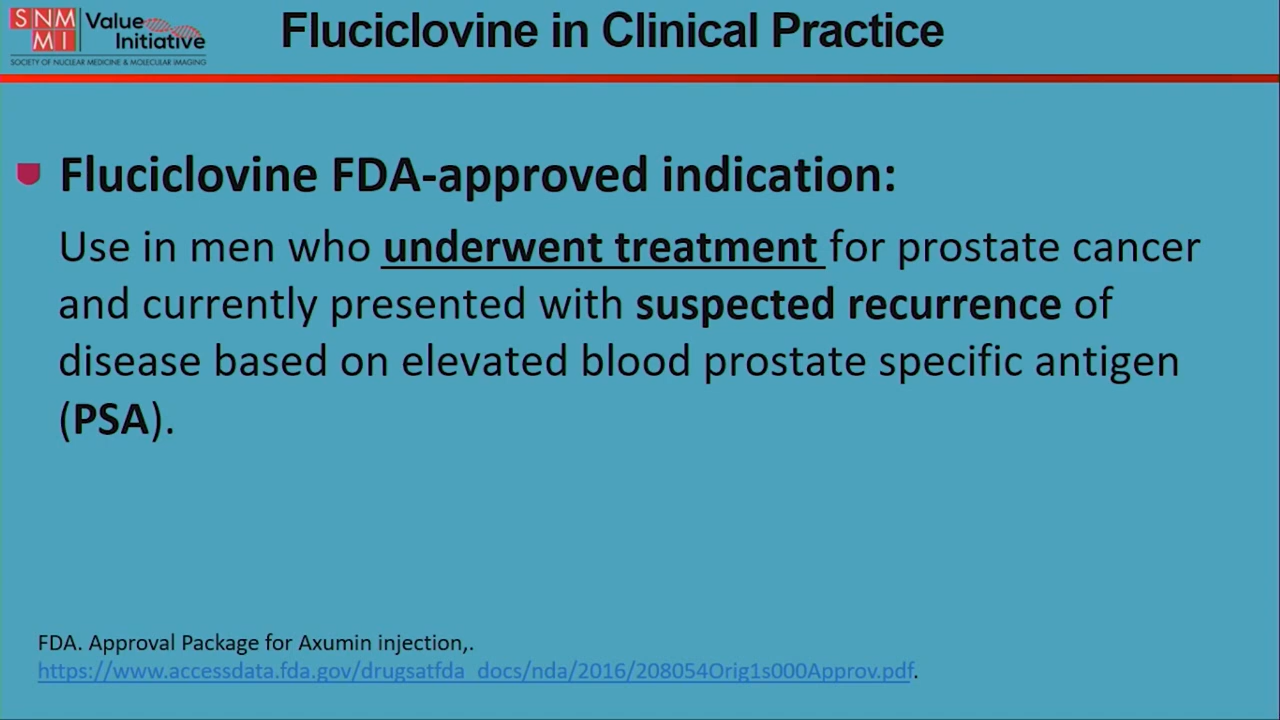 SNM
MI
Value
Initiative
SOCIETY OF NUCLEAR MEDICINE & MOLECULAR IMAGING
Fluciclovine in Clinical Practice
Fluciclovine FDA-approved indication:
Use in men who underwent treatment for prostate cancer
and currently presented with suspected recurrence of
disease based on elevated blood prostate specific antigen
(PSA).
FDA. Approval Package for Axumin injection,.
https://www.accessdata.fda.gov/drugsatfda_docs/nda/2016/208054Orig1s000Approv.pdf.